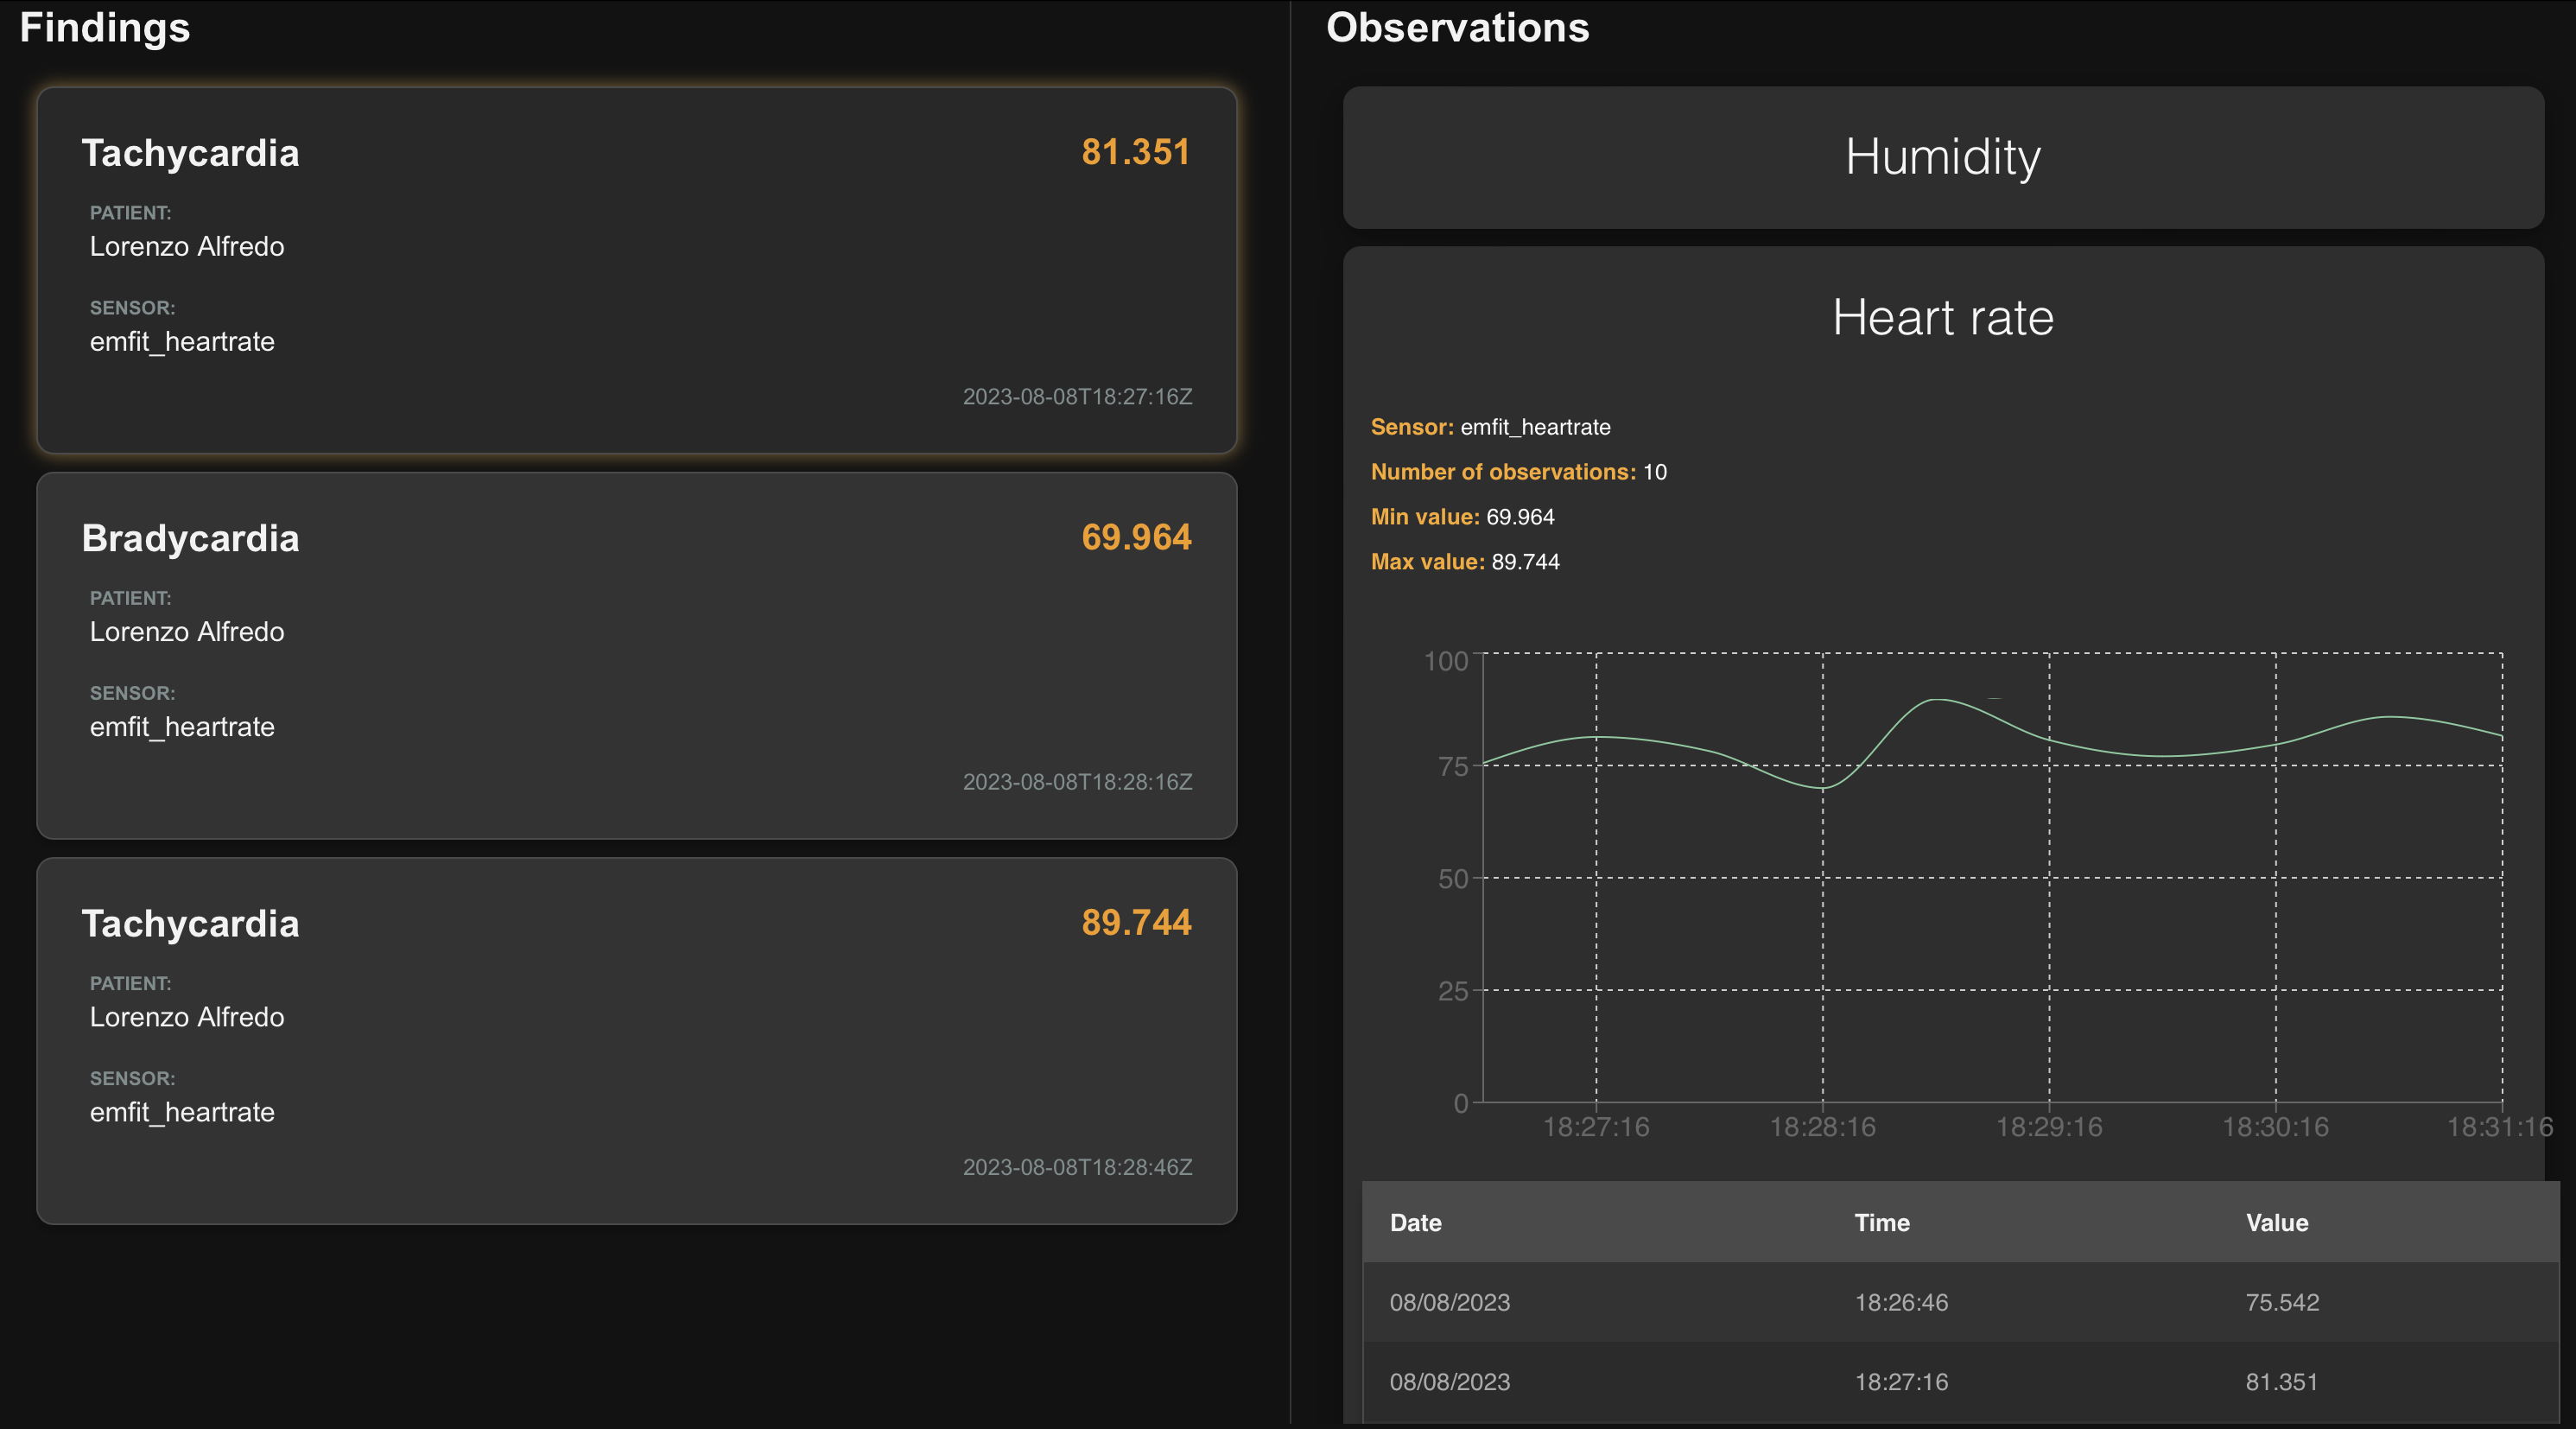 Findings
Tachycardia 81.351
PATIENT:
Lorenzo Alfredo
SENSOR:
emfit_heartrate
2023-08-08T18:27:16Z
Bradycardia 69.964
PATIENT:
Lorenzo Alfredo
SENSOR:
emfit_heartrate
2023-08-08T18:28:16Z
Tachycardia 89.744
PATIENT:
Lorenzo Alfredo
SENSOR:
emfit_heartrate
2023-08-08T18:28:46Z
Observations
Humidity
Heart rate
Sensor: emfit_heartrate
Number of observations: 10
Min value: 69.964
Max value: 89.744
100
75
50
25
0
18:27:16 18:28:16 18:29:16 18:30:16 18:31:16
Date Time Value
08/08/2023 18:26:46 75.542
08/08/2023 18:27:16 81.351